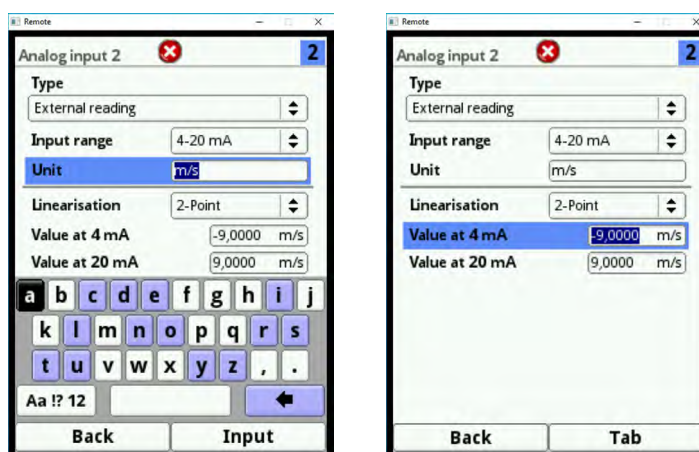 Remote
Analog input 2 2
Type
External reading
Input range 4-20 mA
Unit m/s
Linearisation 2-Point
Value at 4 mA -9,0000 m/s
Value at 20 mA 9,0000 m/s
a b c d e f g h i j
k l m n o p q r s
t u v w x y z , .
Aa !? 12
Back Input
Remote
Analog input 2 2
Type
External reading
Input range 4-20 mA
Unit m/s
Linearisation 2-Point
Value at 4 mA -9,0000 m/s
Value at 20 mA 9,0000 m/s
Back Tab